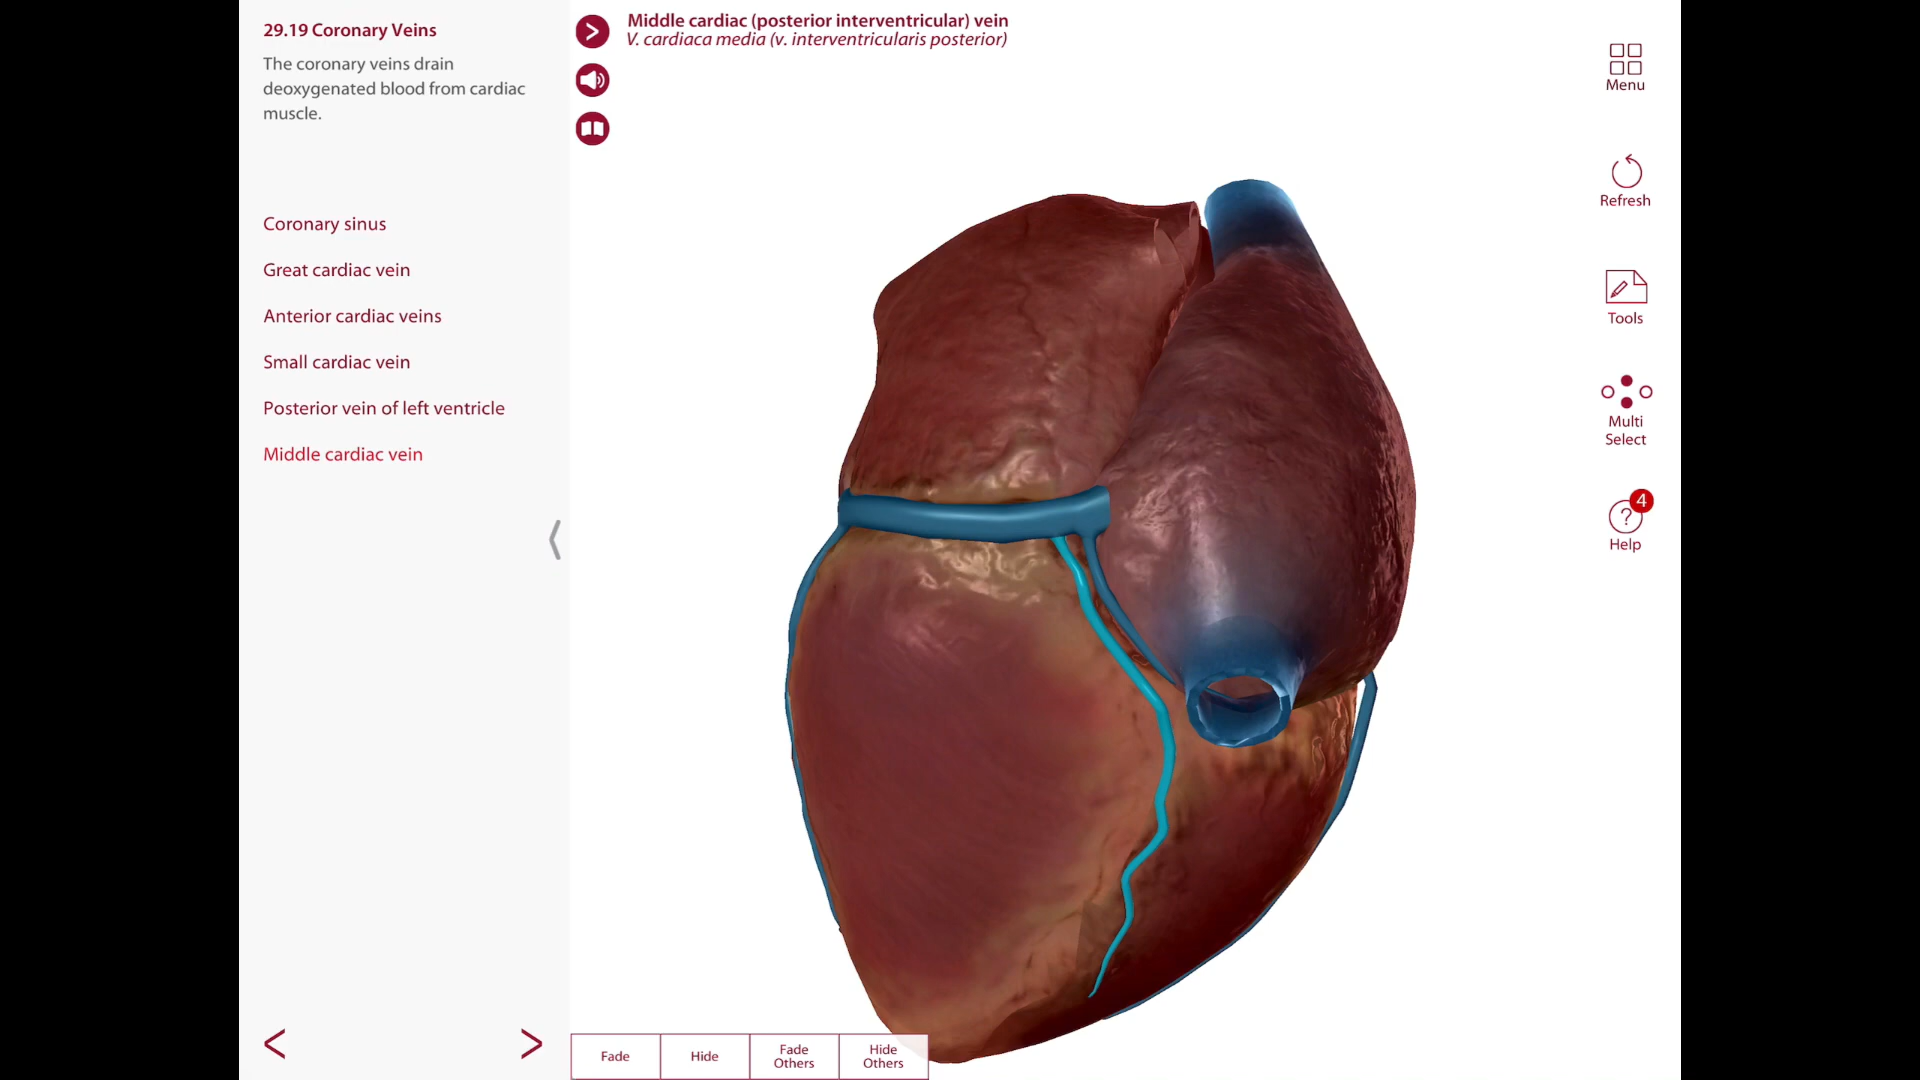 29.19 Coronary Veins
The coronary veins drain
deoxygenated blood from cardiac
muscle.
Coronary sinus
Great cardiac vein
Anterior cardiac veins
Small cardiac vein
Posterior vein of left ventricle
Middle cardiac vein
Middle cardiac (posterior interventricular) vein
V. cardiaca media (v. interventricularis posterior)
Menu
Refresh
Tools
Multi
Select
4
?
Help
Fade
Hide
Fade
Others
Hide
Others